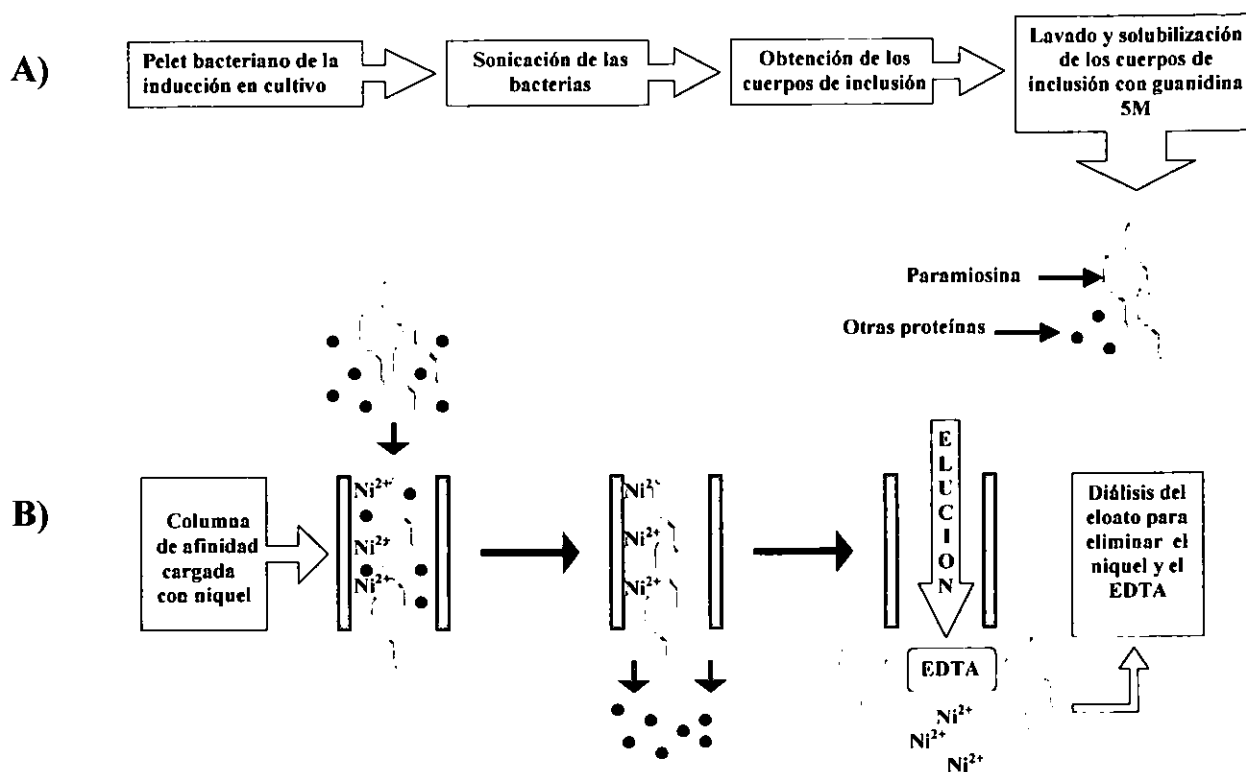 A)
Pelet bacteriano de la
inducción en cultivo
Sonicación de las
bacterias
Obtención de los
cuerpos de inclusión
Lavado y solubilización
de los cuerpos de
inclusión con guanidina
5M
Paramiosina
Otras proteínas
B)
Columna
de afinidad
cargada
con niquel
Ni2+
Ni2+
Ni2+
Ni2+
Ni2+
Ni2+
ELUCION
EDTA
Ni2+
Ni2+
Ni2+
Diálisis del
eloato para
eliminar el
niquel y el
EDTA